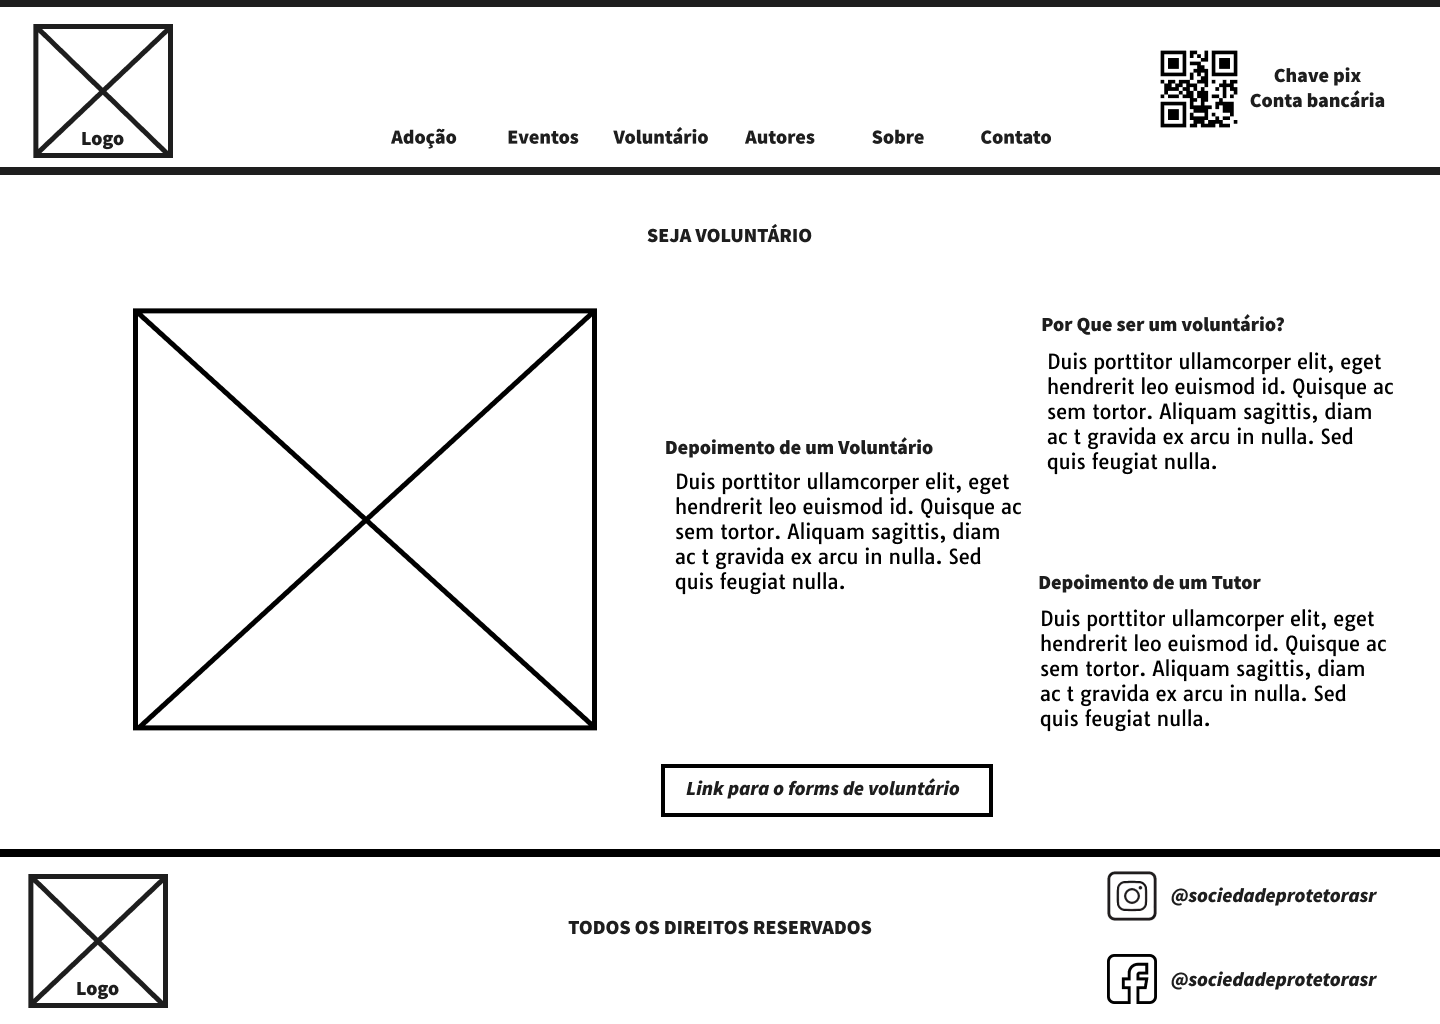 Logo
Adoção Eventos Voluntário Autores Sobre Contato
Chave pix
Conta bancária
SEJA VOLUNTÁRIO
Depoimento de um Voluntário
Duis porttitor ullamcorper elit, eget
hendrerit leo euismod id. Quisque ac
sem tortor. Aliquam sagittis, diam
ac t gravida ex arcu in nulla. Sed
quis feugiat nulla.
Por Que ser um voluntário?
Duis porttitor ullamcorper elit, eget
hendrerit leo euismod id. Quisque ac
sem tortor. Aliquam sagittis, diam
ac t gravida ex arcu in nulla. Sed
quis feugiat nulla.
Depoimento de um Tutor
Duis porttitor ullamcorper elit, eget
hendrerit leo euismod id. Quisque ac
sem tortor. Aliquam sagittis, diam
ac t gravida ex arcu in nulla. Sed
quis feugiat nulla.
Link para o forms de voluntário
Logo
TODOS OS DIREITOS RESERVADOS
@sociedadeprotetorasr
@sociedadeprotetorasr